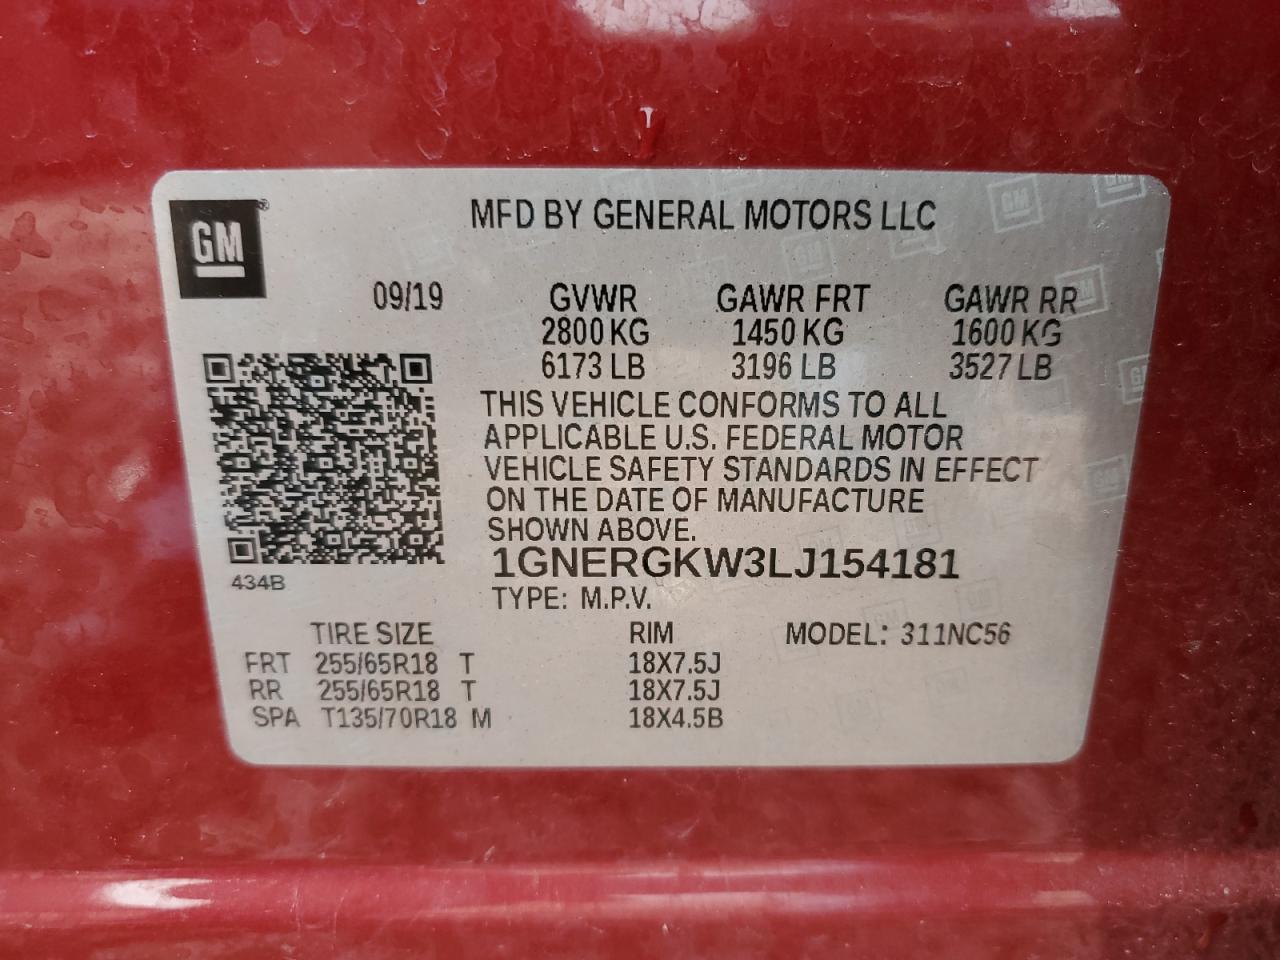 GM
MFD BY GENERAL MOTORS LLC
09/19 GVWR GAWR FRT GAWR RR
2800 KG 1450 KG 1600 KG
6173 LB 3196 LB 3527 LB
THIS VEHICLE CONFORMS TO ALL
APPLICABLE U.S. FEDERAL MOTOR
VEHICLE SAFETY STANDARDS IN EFFECT
ON THE DATE OF MANUFACTURE
SHOWN ABOVE.
1GNERGKW3LJ154181
434B
TYPE: M.P.V.
TIRE SIZE RIM MODEL: 311NC56
FRT 255/65R18 T 18X7.5J
RR 255/65R18 T 18X7.5J
SPA T135/70R18 M 18X4.5B